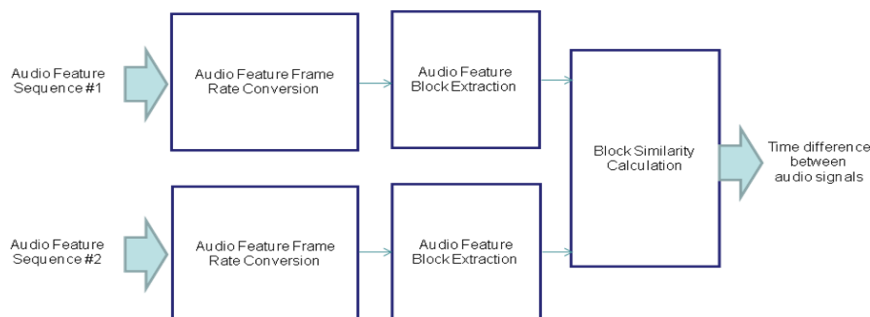 Audio Feature
Sequence #1
Audio Feature Frame
Rate Conversion
Audio Feature
Block Extraction
Block Similarity
Calculation
Time difference
between
audio signals
Audio Feature
Sequence #2
Audio Feature Frame
Rate Conversion
Audio Feature
Block Extraction